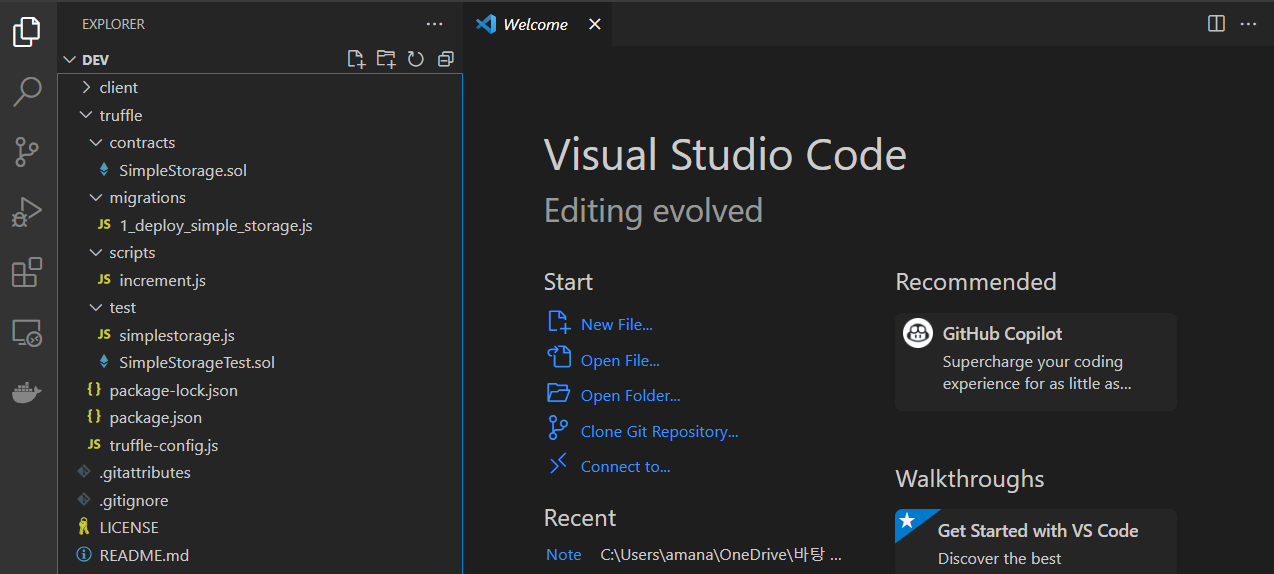 EXPLORER
DEV
client
truffle
contracts
SimpleStorage.sol
migrations
JS 1_deploy_simple_storage.js
scripts
JS increment.js
test
JS simplestorage.js
SimpleStorageTest.sol
{} package-lock.json
{} package.json
JS truffle-config.js
.gitattributes
.gitignore
LICENSE
README.md
Welcome
Visual Studio Code
Editing evolved
Start
New File...
Open File...
Open Folder...
Clone Git Repository...
Connect to...
Recent
Note C:\Users\amana\OneDrive\바탕 ...
Recommended
GitHub Copilot
Supercharge your coding
experience for as little as...
Walkthroughs
Get Started with VS Code
Discover the best